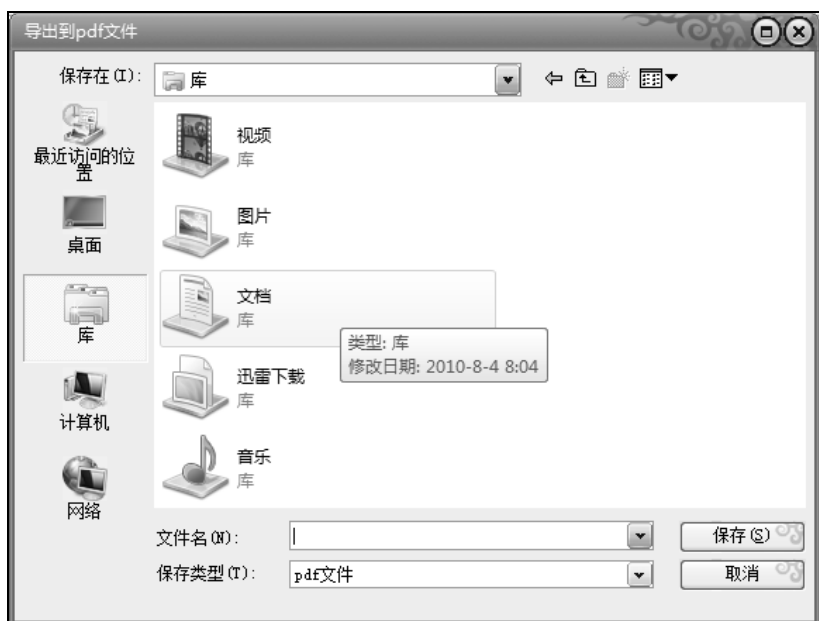 导出到pdf文件
保存在(I):
库
最近访问的位
置
桌面
库
计算机
网络
视频
库
图片
库
文档
库
类型: 库
修改日期: 2010-8-4 8:04
迅雷下载
库
音乐
库
文件名(N):
保存(S)
保存类型(T):
pdf文件
取消